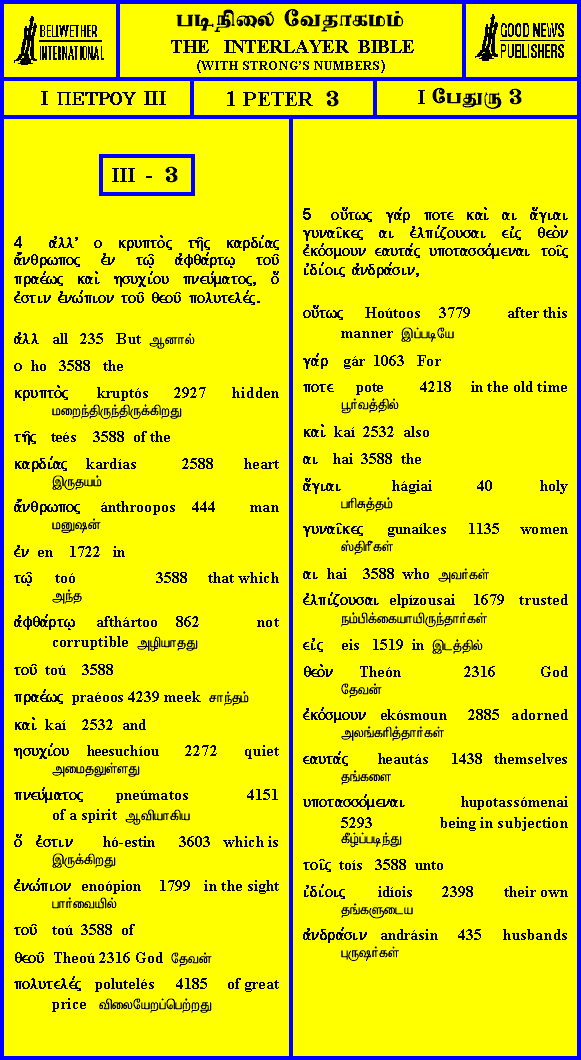 BELLWETHER
INTERNATIONAL
படிநிலை வேதாகமம்
THE INTERLAYER BIBLE
(WITH STRONG'S NUMBERS)
GOOD NEWS
PUBLISHERS
I ΠΕΤΡΟΥ III
1 PETER 3
I பேதுரு 3
III - 3
4 ἀλλ' ο κρυπτὸς τῆς καρδίας
ἄνθρωπος ἐν τῶ ἀφθάρτῳ τοῦ
πραέως καὶ ησυχίου πνεύματος, ὅ
ἐστιν ἐνώπιον τοῦ θεοῦ πολυτελές.
ἀλλ all 235 But ஆனால்
ο ho 3588 the
κρυπτὸς kruptós 2927 hidden
மறைந்திருந்திருக்கிறது
τῆς teés 3588 of the
καρδίας kardías 2588 heart
இருதயம்
ἄνθρωπος ánthroopos 444 man
மனுஷன்
ἐν en 1722 in
τῶ toó 3588 that which
அந்த
ἀφθάρτῳ afthártoo 862 not
corruptible அழியாதது
τοῦ toú 3588
πραέως praéoos 4239 meek சாந்தம்
καὶ kaí 2532 and
ησυχίου heesuchíou 2272 quiet
அமைதலுள்ளது
πνεύματος pneúmatos 4151
of a spirit ஆவியாகிய
ὅ ἐστιν hó-estin 3603 which is
இருக்கிறது
ἐνώπιον enoópion 1799 in the sight
பார்வையில்
τοῦ toú 3588 of
θεοῦ Theoú 2316 God தேவன்
πολυτελές polutelés 4185 of great
price விலையேறப்பெற்றது
5 οὕτως γάρ ποτε καὶ αι ἅγιαι
γυναῖκες αι ἐλπίζουσαι εἰς θεὸν
ἐκόσμουν εαυτάς υποτασσόμεναι τοῖς
ἰδίοις ἀνδράσιν,
οὕτως Hoútoos 3779 after this
manner இப்படியே
γάρ gár 1063 For
ποτε pote 4218 in the old time
பூர்வத்தில்
καὶ kaí 2532 also
αι hai 3588 the
ἅγιαι hágiai 40 holy
பரிசுத்தம்
γυναῖκες gunaíkes 1135 women
ஸ்திரீகள்
αι hai 3588 who அவர்கள்
ἐλπίζουσαι elpízousai 1679 trusted
நம்பிக்கையாயிருந்தார்கள்
εἰς eis 1519 in இடத்தில்
θεὸν Theón 2316 God
தேவன்
ἐκόσμουν ekósmoun 2885 adorned
அலங்கரித்தார்கள்
εαυτάς heautás 1438 themselves
தங்களை
υποτασσόμεναι hupotassómenai
5293 being in subjection
கீழ்ப்படிந்து
τοῖς toís 3588 unto
ἰδίοις idíois 2398 their own
தங்களுடைய
ἀνδράσιν andrásin 435 husbands
புருஷர்கள்